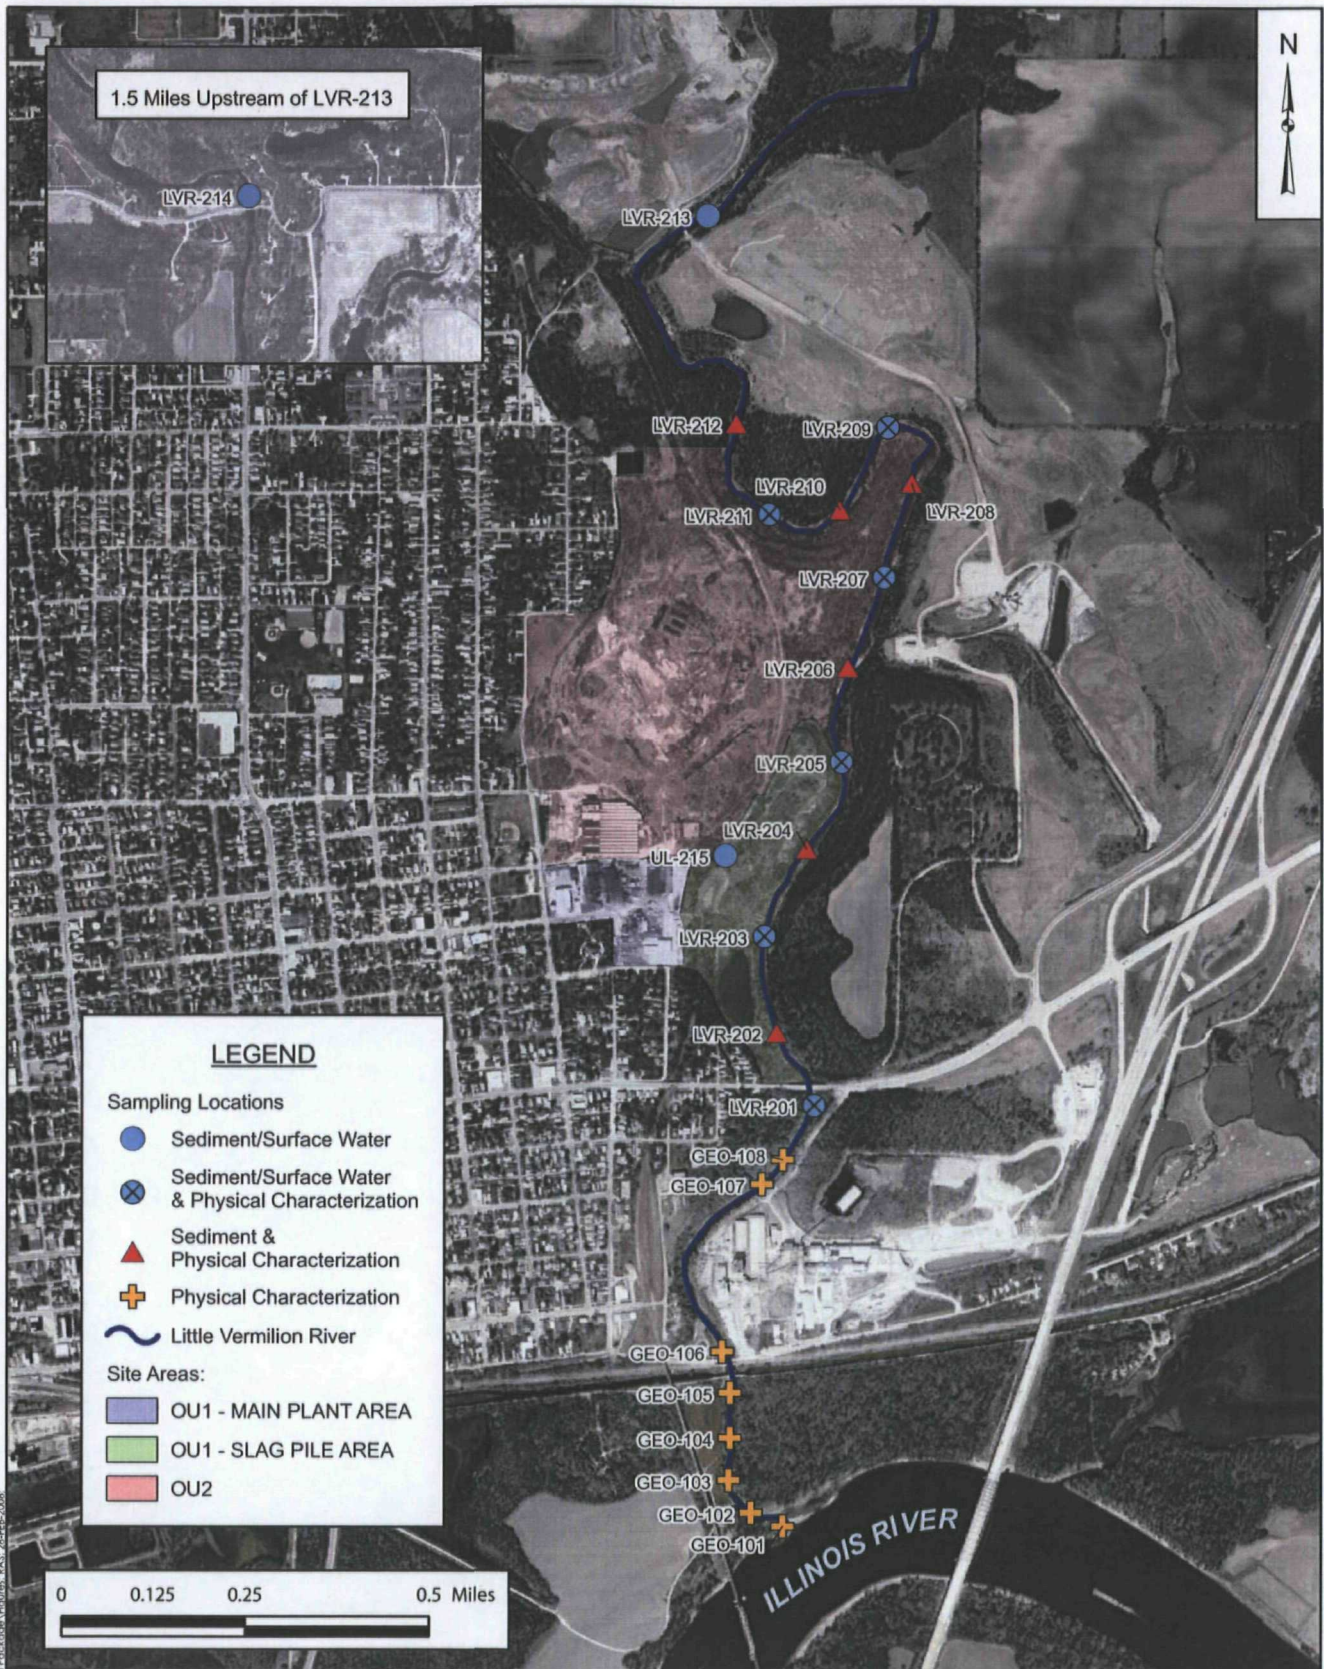 N
1.5 Miles Upstream of LVR-213
LVR-214
LVR-213
LVR-212
LVR-209
LVR-210
LVR-211
LVR-208
LVR-207
LVR-206
LVR-205
LVR-204
UL-215
LVR-203
LVR-202
LVR-201
GEO-108
GEO-107
GEO-106
GEO-105
GEO-104
GEO-103
GEO-102
GEO-101
ILLINOIS RIVER
LEGEND
Sampling Locations
Sediment/Surface Water
Sediment/Surface Water
& Physical Characterization
Sediment &
Physical Characterization
Physical Characterization
Little Vermilion River
Site Areas:
OU1 - MAIN PLANT AREA
OU1 - SLAG PILE AREA
OU2
0 0.125 0.25 0.5 Miles